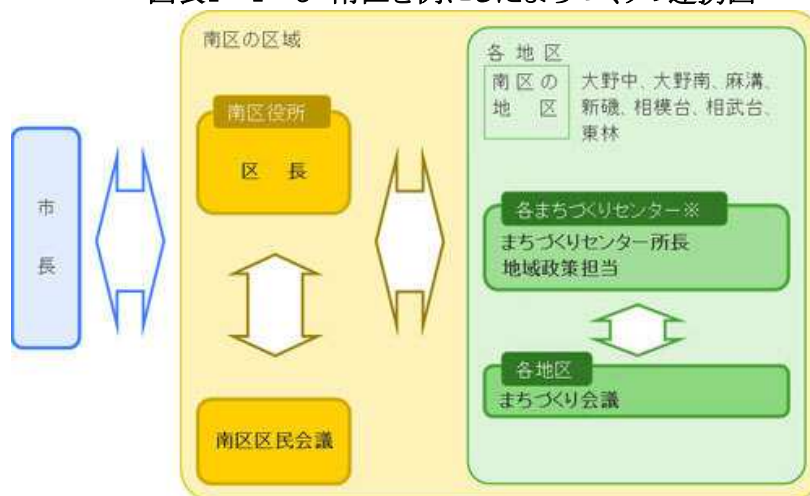 南区の区域
各地区
南区の
地区
大野中、大野南、麻溝、
新磯、相模台、相武台、
東林
南区役所
区長
市
長
各まちづくりセンター※
まちづくりセンター所長
地域政策担当
各地区
まちづくり会議
南区区民会議